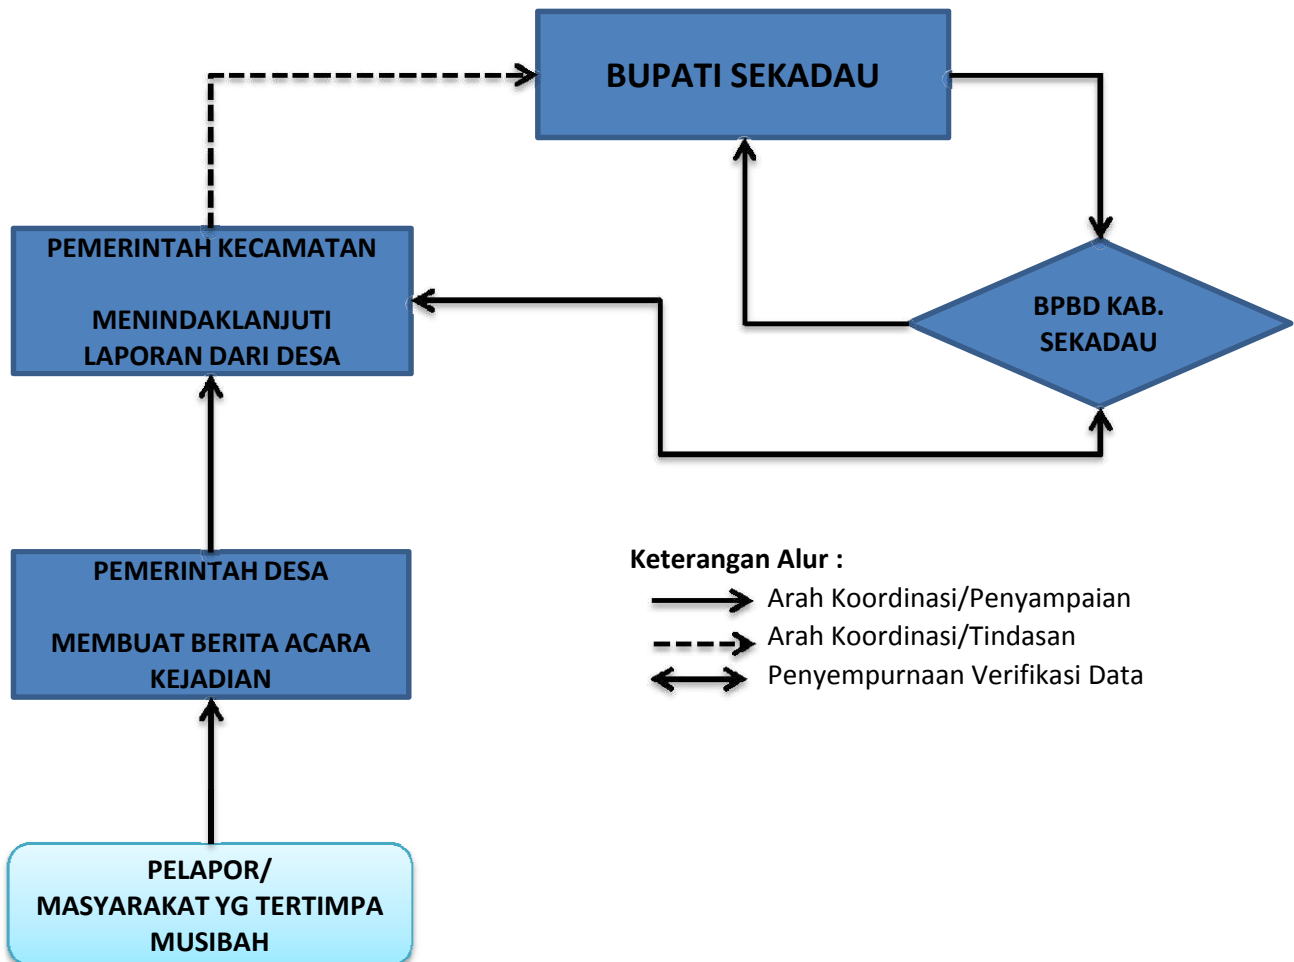 BUPATI SEKADAU
PEMERINTAH KECAMATAN
MENINDAKLANJUTI
LAPORAN DARI DESA
BPBD KAB.
SEKADAU
PEMERINTAH DESA
MEMBUAT BERITA ACARA
KEJADIAN
Keterangan Alur :
Arah Koordinasi/Penyampaian
Arah Koordinasi/Tindasan
Penyempurnaan Verifikasi Data
PELAPOR/
MASYARAKAT YG TERTIMPA
MUSIBAH